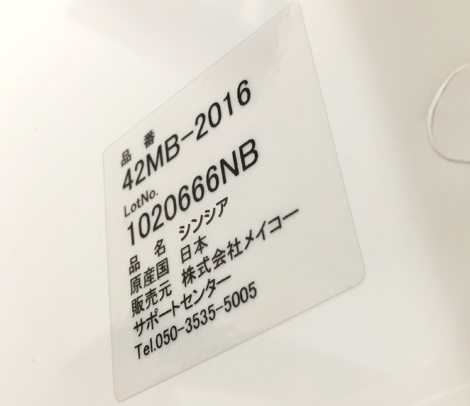 品 番
42MB-2016
LotNo.
1020666NB
品 名 シンシア
原産国 日本
販売元 株式会社メイコー
サポートセンター
Tel.050-3535-5005